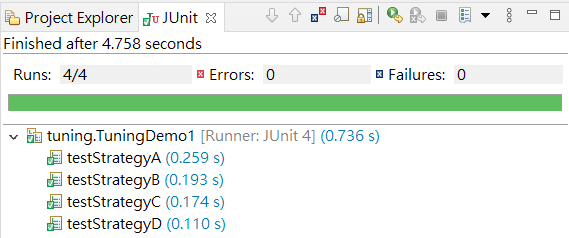 Project Explorer JUnit
Finished after 4.758 seconds
Runs: 4/4 Errors: 0 Failures: 0
tuning.TuningDemo1 [Runner: JUnit 4] (0.736 s)
testStrategyA (0.259 s)
testStrategyB (0.193 s)
testStrategyC (0.174 s)
testStrategyD (0.110 s)